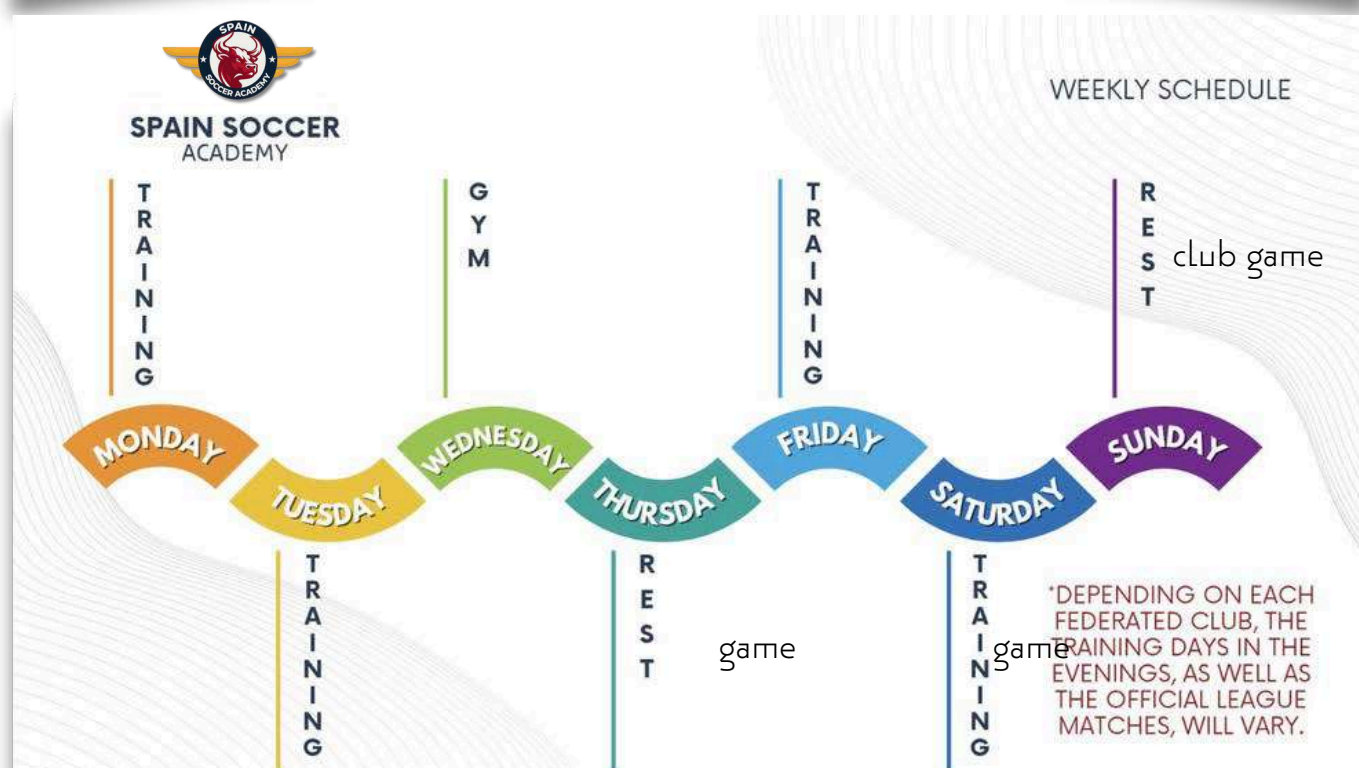 SPAIN
SOCCER ACADEMY
SPAIN SOCCER
ACADEMY
WEEKLY SCHEDULE
TRAINING
GYM
TRAINING
REST
club game
MONDAY
TUESDAY
WEDNESDAY
THURSDAY
FRIDAY
SATURDAY
SUNDAY
TRAINING
REST
game
TRAINING
game
*DEPENDING ON EACH
FEDERATED CLUB, THE
TRAINING DAYS IN THE
EVENINGS, AS WELL AS
THE OFFICIAL LEAGUE
MATCHES, WILL VARY.